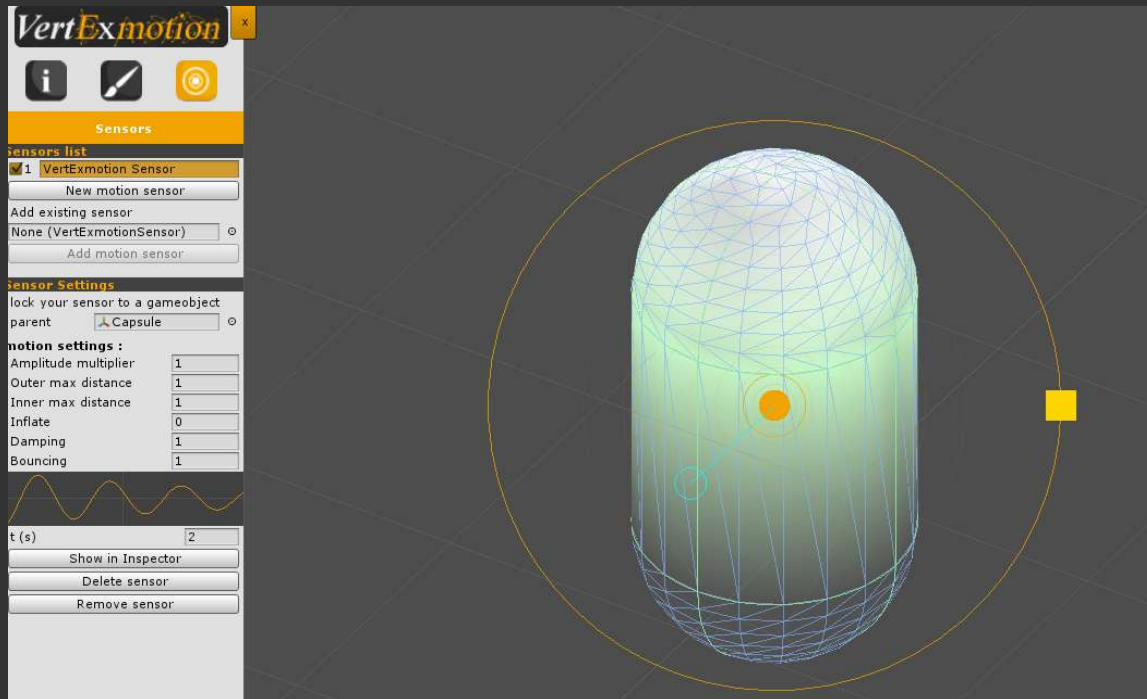 VertExmotion
x
i
Sensors
Sensors list
1 VertExmotion Sensor
New motion sensor
Add existing sensor
None (VertExmotionSensor)
Add motion sensor
Sensor Settings
lock your sensor to a gameobject
parent Capsule
motion settings :
Amplitude multiplier 1
Outer max distance 1
Inner max distance 1
Inflate 0
Damping 1
Bouncing 1
t (s) 2
Show in Inspector
Delete sensor
Remove sensor